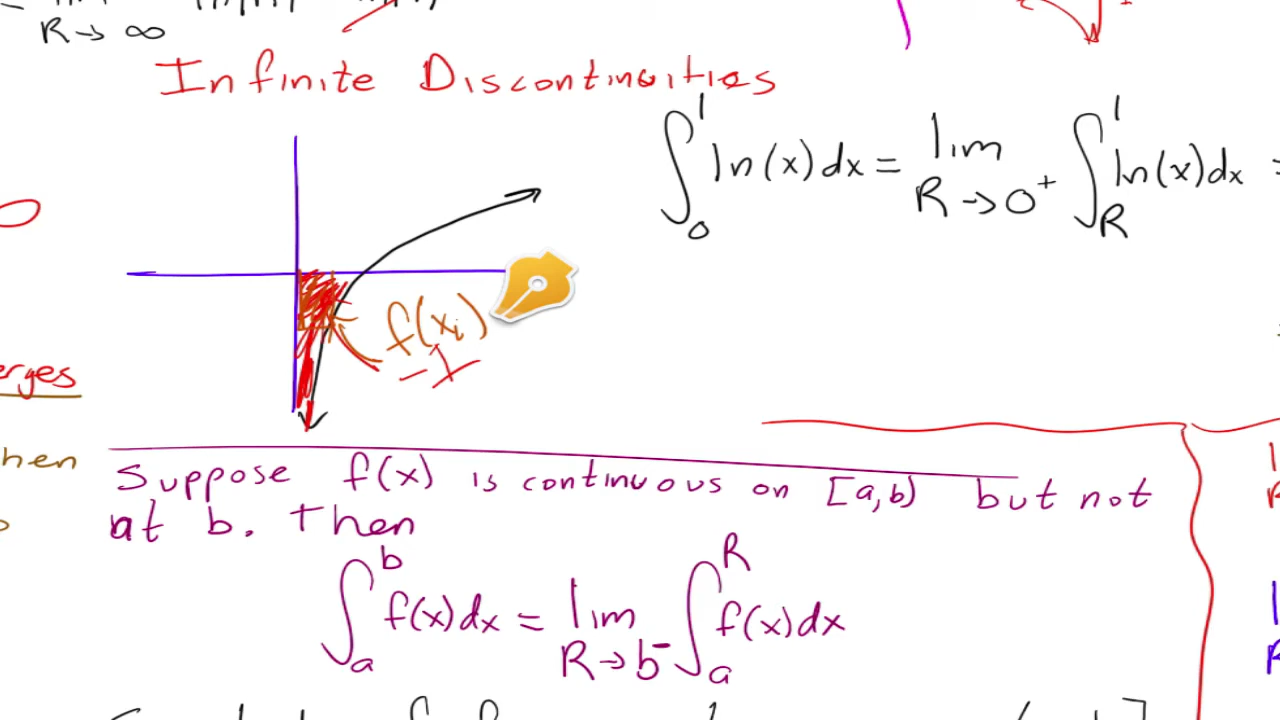 R → ∞
Infinite Discontinuities
∫₀¹ ln(x)dx = lim R→0⁺ ∫_R¹ ln(x)dx =
f(xᵢ)
-1
erges
hen
Suppose f(x) is continuous on [a,b) but not
at b. Then
∫ₐᵇ f(x)dx = lim R→b⁻ ∫ₐᴿ f(x)dx